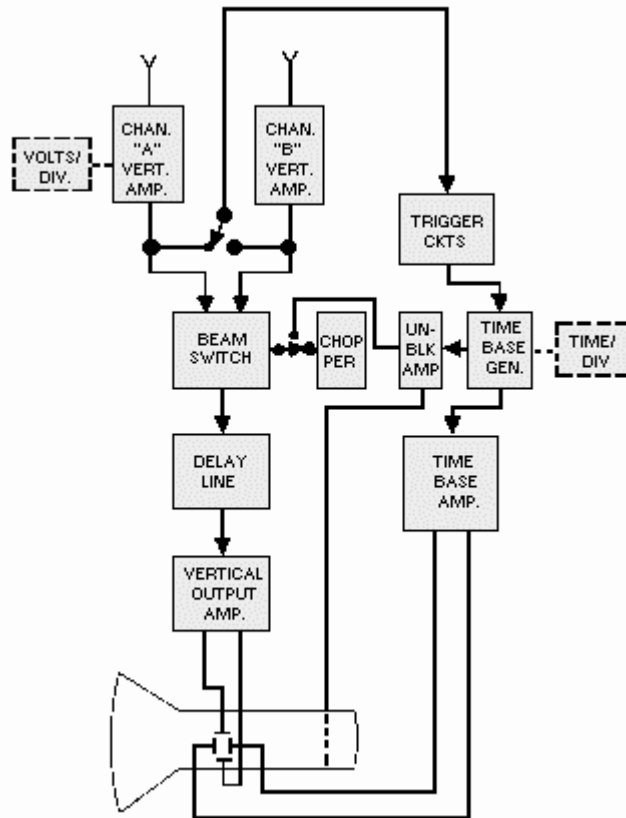 CHAN.
"A"
VERT.
AMP.
CHAN.
"B"
VERT.
AMP.
VOLTS/
DIV.
TRIGGER
CKTS
BEAM
SWITCH
CHOP
PER
UN-
BLK
AMP
TIME
BASE
GEN.
TIME/
DIV
DELAY
LINE
TIME
BASE
AMP.
VERTICAL
OUTPUT
AMP.